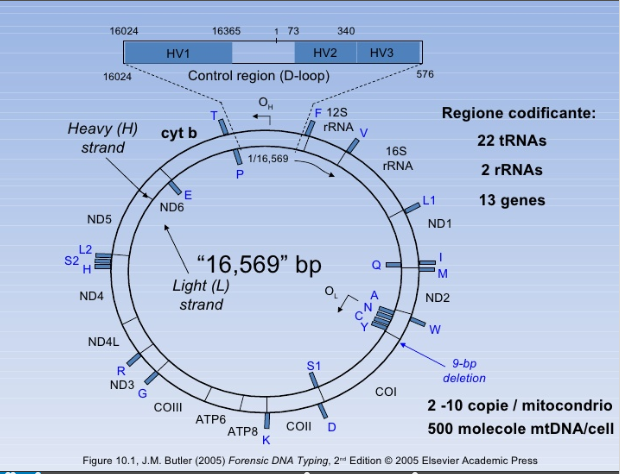 16024 16365 1 73 340
HV1 HV2 HV3
16024 Control region (D-loop) 576
OH
T F 12S rRNA V
Heavy (H) strand
cyt b
16S rRNA
P 1/16,569
E
ND6
L1
ND1
ND5
L2
S2
H
"16,569" bp
Light (L) strand
Q
I
M
ND4
OL
A
N
C
Y
ND2
W
ND4L
R
ND3
G
S1
9-bp deletion
COI
COIII
ATP6
ATP8
K
COII
D
Regione codificante:
22 tRNAs
2 rRNAs
13 genes
2 -10 copie / mitocondrio
500 molecole mtDNA/cell
Figure 10.1, J.M. Butler (2005) Forensic DNA Typing, 2nd Edition © 2005 Elsevier Academic Press